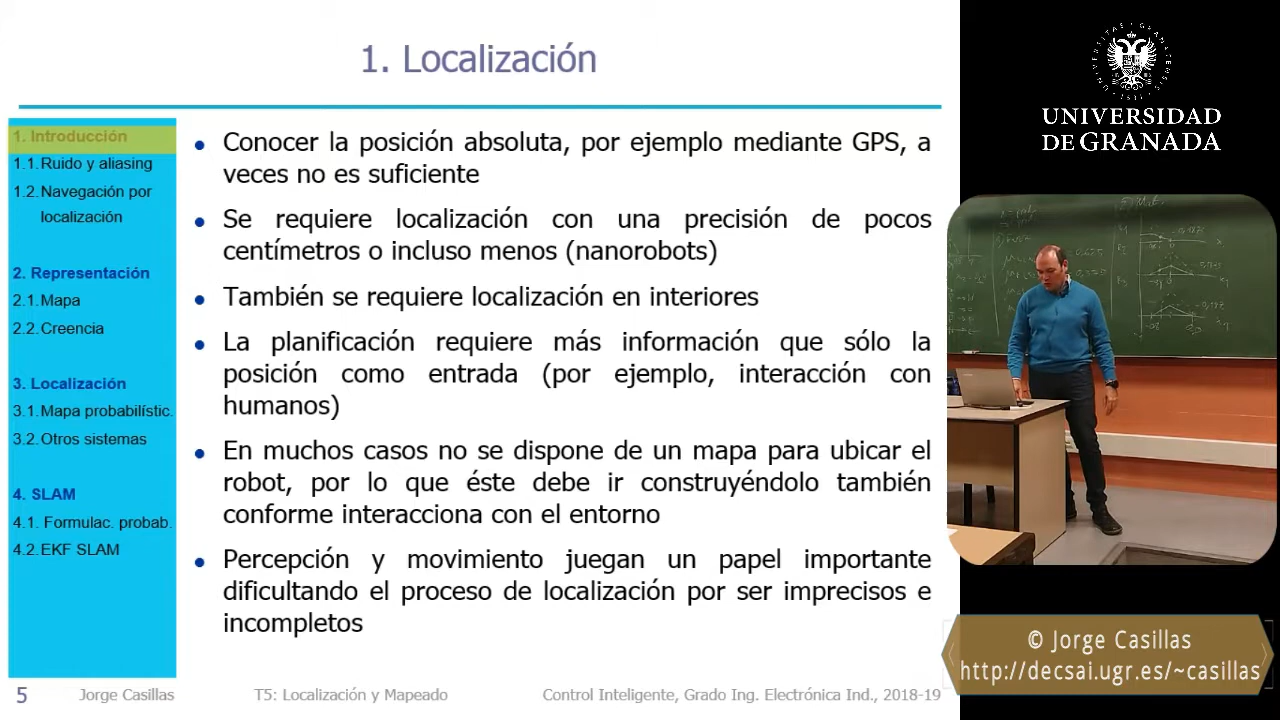 1. Localización
1. Introducción
1.1. Ruido y aliasing
1.2. Navegación por
localización
2. Representación
2.1. Mapa
2.2. Creencia
3. Localización
3.1. Mapa probabilístic.
3.2. Otros sistemas
4. SLAM
4.1. Formulac. probab.
4.2. EKF SLAM
• Conocer la posición absoluta, por ejemplo mediante GPS, a
veces no es suficiente
• Se requiere localización con una precisión de pocos
centímetros o incluso menos (nanorobots)
• También se requiere localización en interiores
• La planificación requiere más información que sólo la
posición como entrada (por ejemplo, interacción con
humanos)
• En muchos casos no se dispone de un mapa para ubicar el
robot, por lo que éste debe ir construyéndolo también
conforme interacciona con el entorno
• Percepción y movimiento juegan un papel importante
dificultando el proceso de localización por ser imprecisos e
incompletos
5 Jorge Casillas T5: Localización y Mapeado Control Inteligente, Grado Ing. Electrónica Ind., 2018-19
UNIVERSIDAD
DE GRANADA
© Jorge Casillas
http://decsai.ugr.es/~casillas